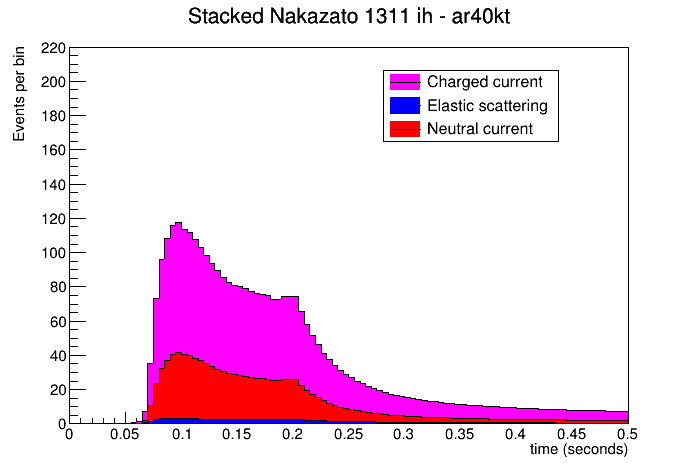 Stacked Nakazato 1311 ih - ar40kt
Events per bin
220
200
180
160
140
120
100
80
60
40
20
0
Charged current
Elastic scattering
Neutral current
0 0.05 0.1 0.15 0.2 0.25 0.3 0.35 0.4 0.45 0.5
time (seconds)